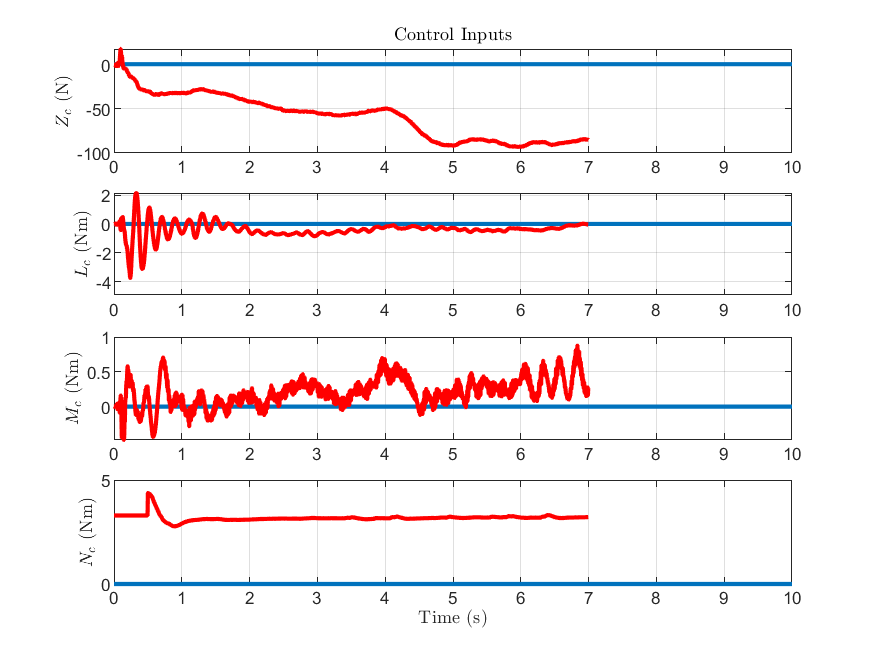 Control Inputs
0
-50
-100
Z_c (N)
0 1 2 3 4 5 6 7 8 9 10
2
0
-2
-4
L_c (Nm)
0 1 2 3 4 5 6 7 8 9 10
1
0.5
0
M_c (Nm)
0 1 2 3 4 5 6 7 8 9 10
5
0
N_c (Nm)
0 1 2 3 4 5 6 7 8 9 10
Time (s)